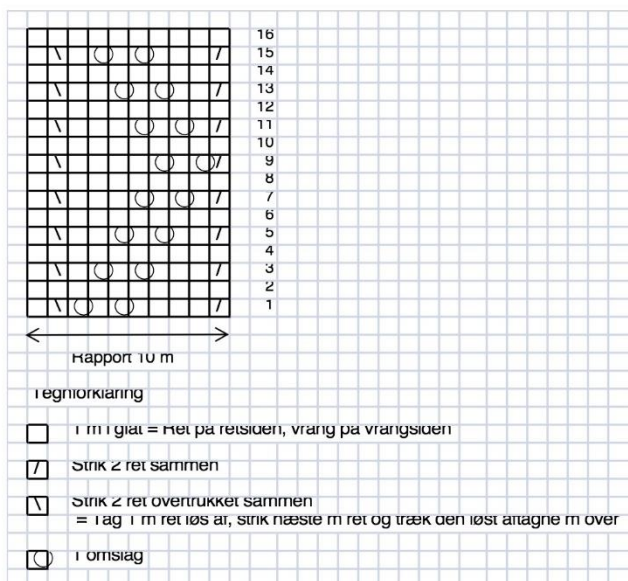 16
15
14
13
12
11
10
9
8
7
6
5
4
3
2
1
Rapport 10 m
Tegnforklaring
1 m i glat = Ret på retsiden, vrang på vrangsiden
Strik 2 ret sammen
Strik 2 ret overtrukket sammen
= Tag 1 m ret løs af, strik næste m ret og træk den løst aftagne m over
1 omslag